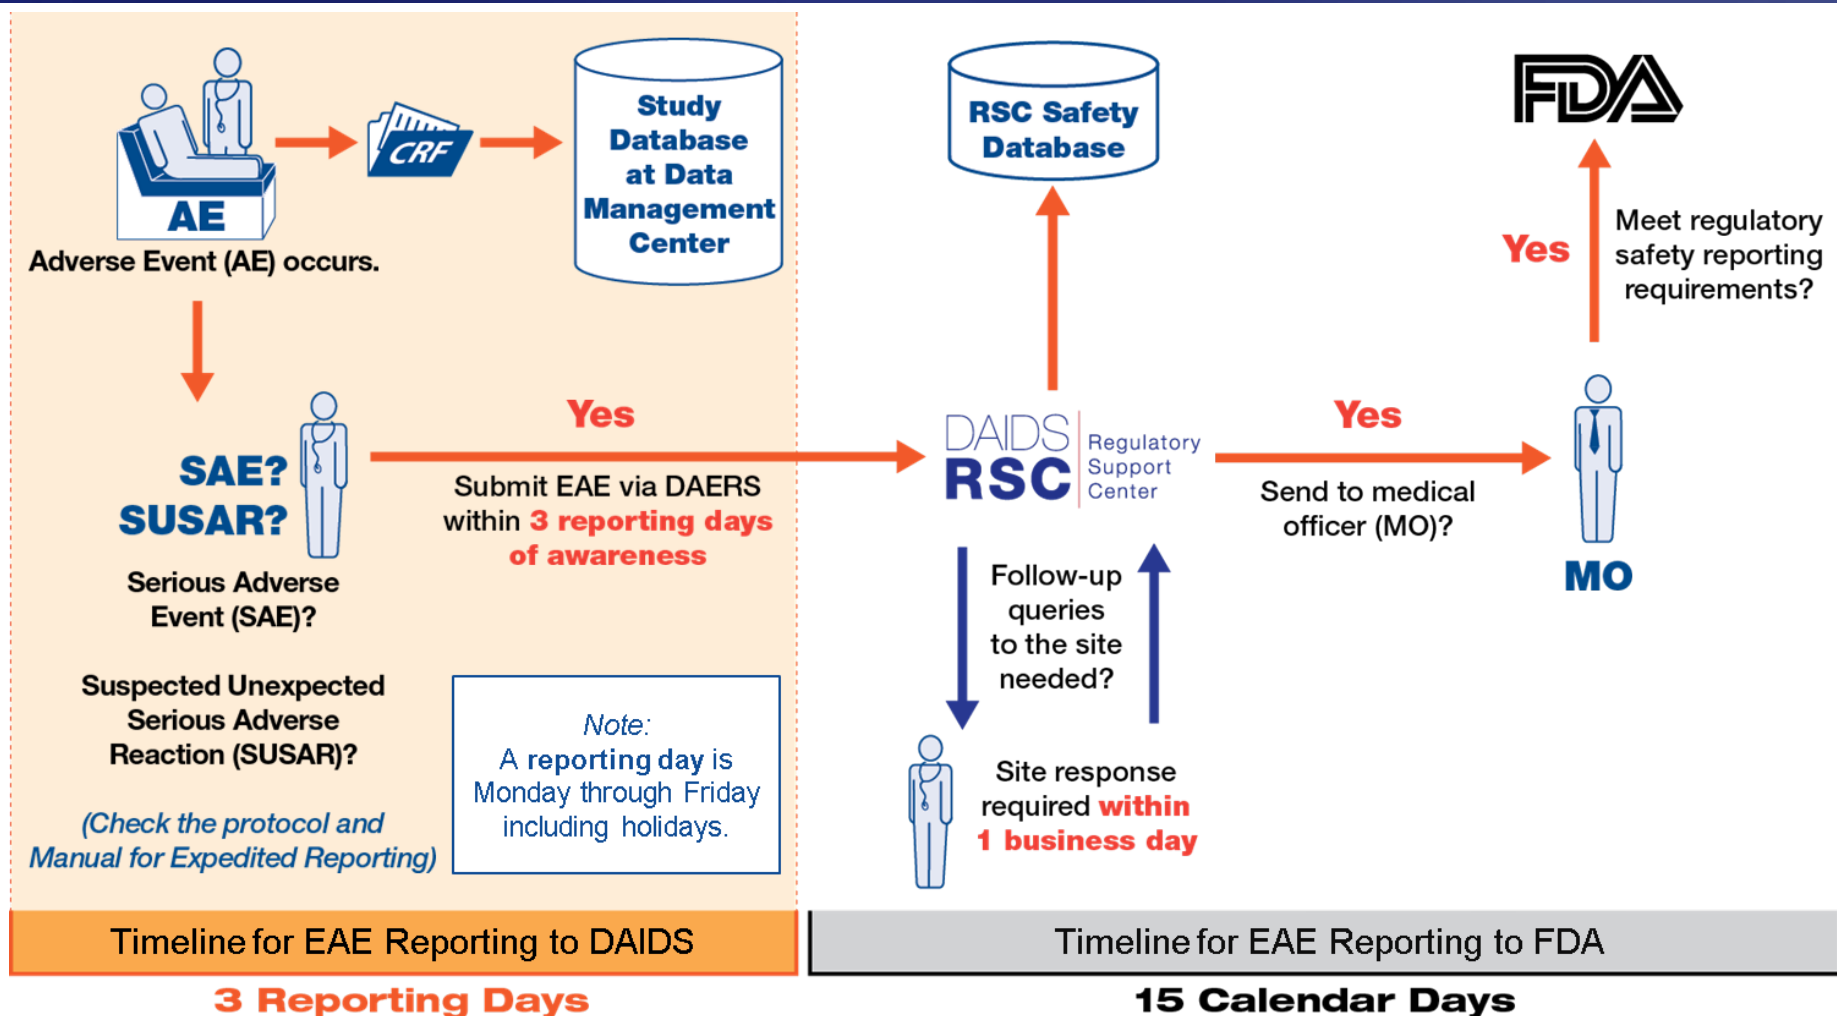 AE
Adverse Event (AE) occurs.
CRF
Study
Database
at Data
Management
Center
SAE?
SUSAR?
Serious Adverse
Event (SAE)?
Suspected Unexpected
Serious Adverse
Reaction (SUSAR)?
(Check the protocol and
Manual for Expedited Reporting)
Yes
Submit EAE via DAERS
within 3 reporting days
of awareness
Note:
A reporting day is
Monday through Friday
including holidays.
Timeline for EAE Reporting to DAIDS
3 Reporting Days
RSC Safety
Database
DAIDS
RSC
Regulatory
Support
Center
Follow-up
queries
to the site
needed?
Site response
required within
1 business day
Yes
Send to medical
officer (MO)?
MO
Yes
Meet regulatory
safety reporting
requirements?
FDA
Timeline for EAE Reporting to FDA
15 Calendar Days